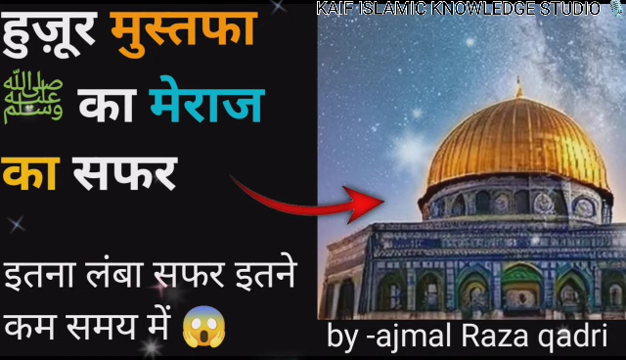 KAIF ISLAMIC KNOWLEDGE STUDIO
हुज़ूर मुस्तफा
ﷺ का मेराज
का सफर
इतना लंबा सफर इतने
कम समय में 😱
by -ajmal Raza qadri